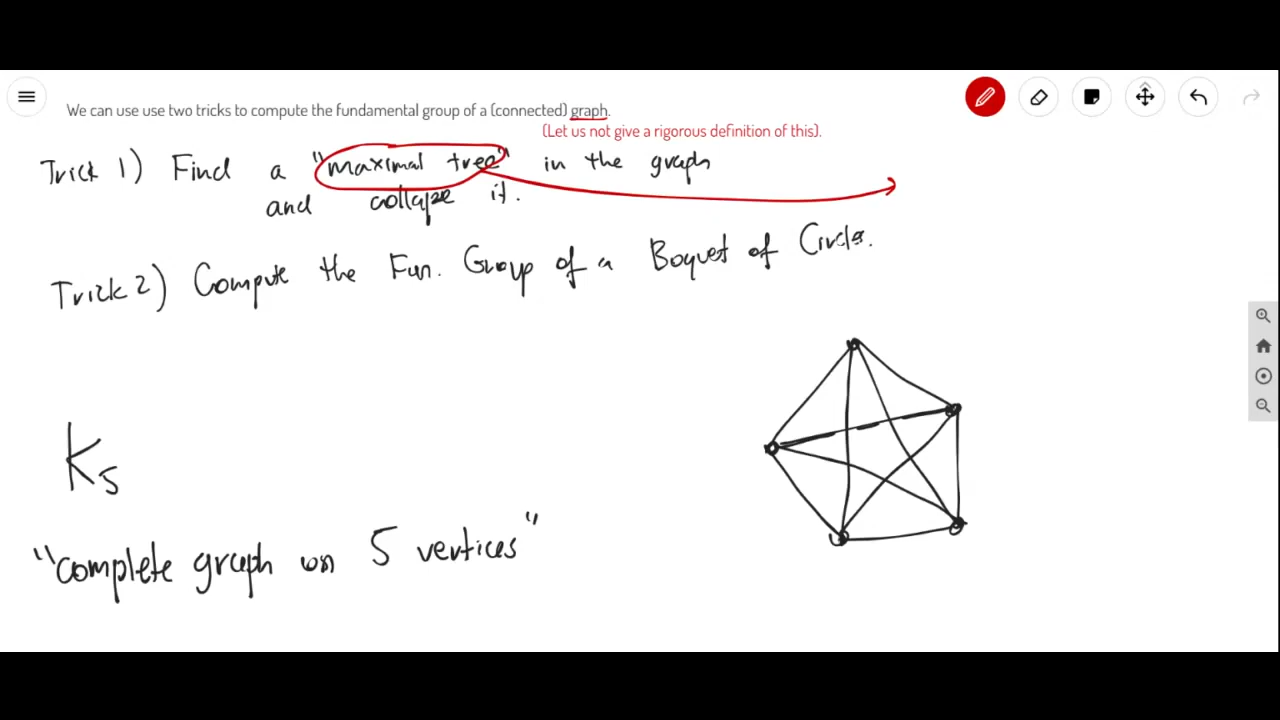 We can use use two tricks to compute the fundamental group of a (connected) graph.
(Let us not give a rigorous definition of this).
Trick 1) Find a "maximal tree" in the graph
and collapse it.
Trick 2) Compute the Fun. Group of a Boquet of Circles.
K5
"complete graph on 5 vertices"